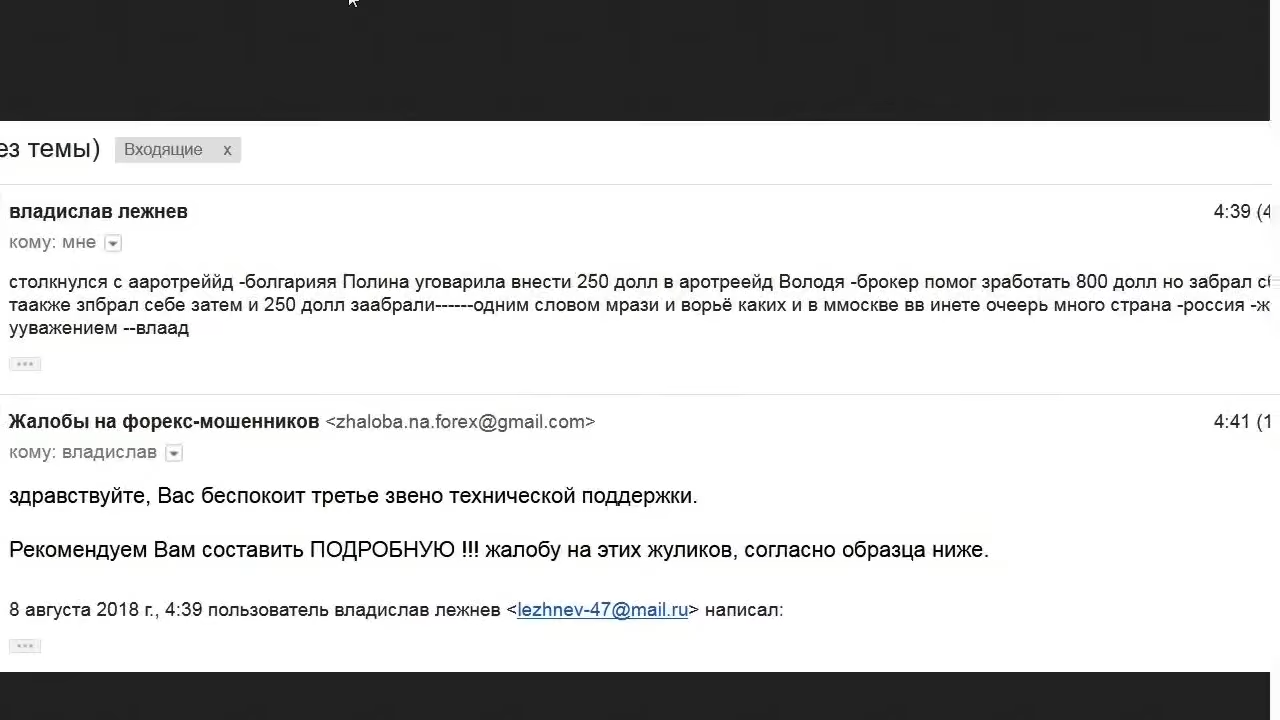 ез темы) Входящие x
владислав лежнев 4:39 (4
кому: мне
столкнулся с ааротреййд -болгарияя Полина уговарила внести 250 долл в аротреейд Володя -брокер помог зработать 800 долл но забрал
таакже зпбрал себе затем и 250 долл заабрали------одним словом мрази и ворьё каких и в ммоскве вв инете очеерь много страна -россия -ж
ууважением --влаад
Жалобы на форекс-мошенников <zhaloba.na.forex@gmail.com> 4:41 (1
кому: владислав
здравствуйте, Вас беспокоит третье звено технической поддержки.
Рекомендуем Вам составить ПОДРОБНУЮ !!! жалобу на этих жуликов, согласно образца ниже.
8 августа 2018 г., 4:39 пользователь владислав лежнев <lezhnev-47@mail.ru> написал: